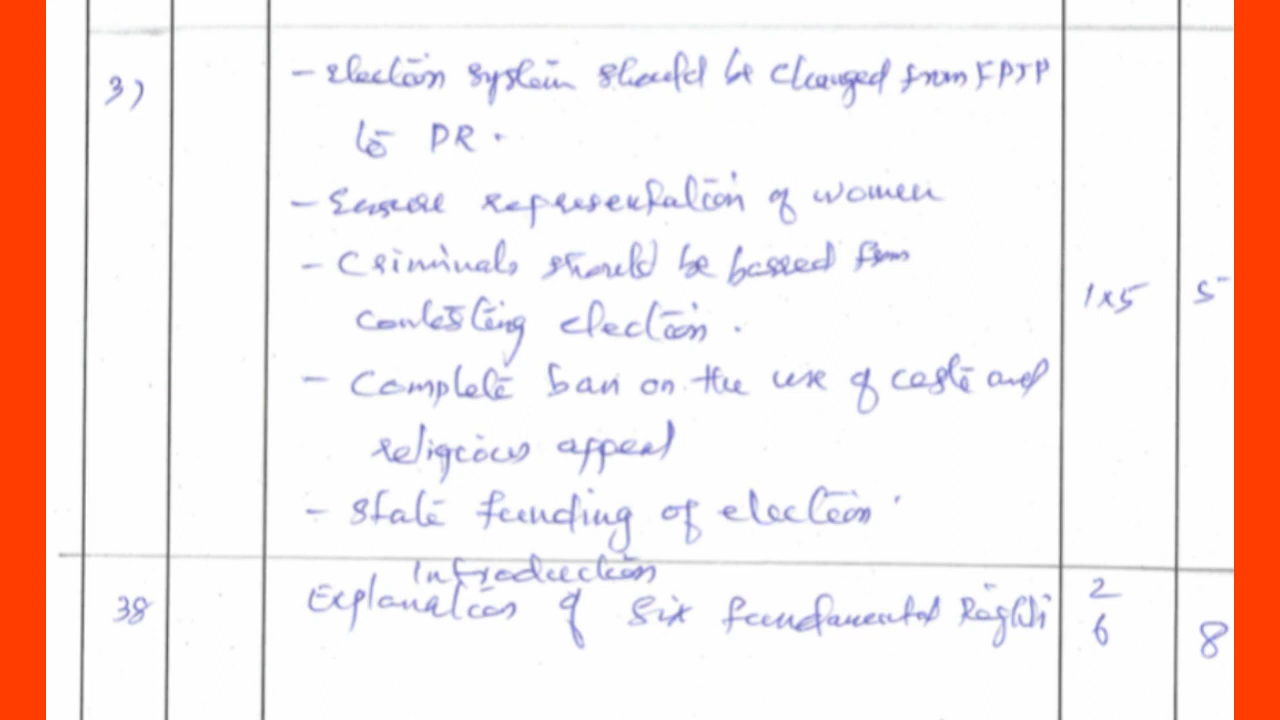 3) - Election system should be changed from FPTP
to PR.
- Ensure representation of women
- Criminals should be barred from
contesting election.
1x5 5
- Complete ban on the use of caste and
religious appeal
- State funding of election.
Introduction 2
38 Explanation of six fundamental Rights 6 8